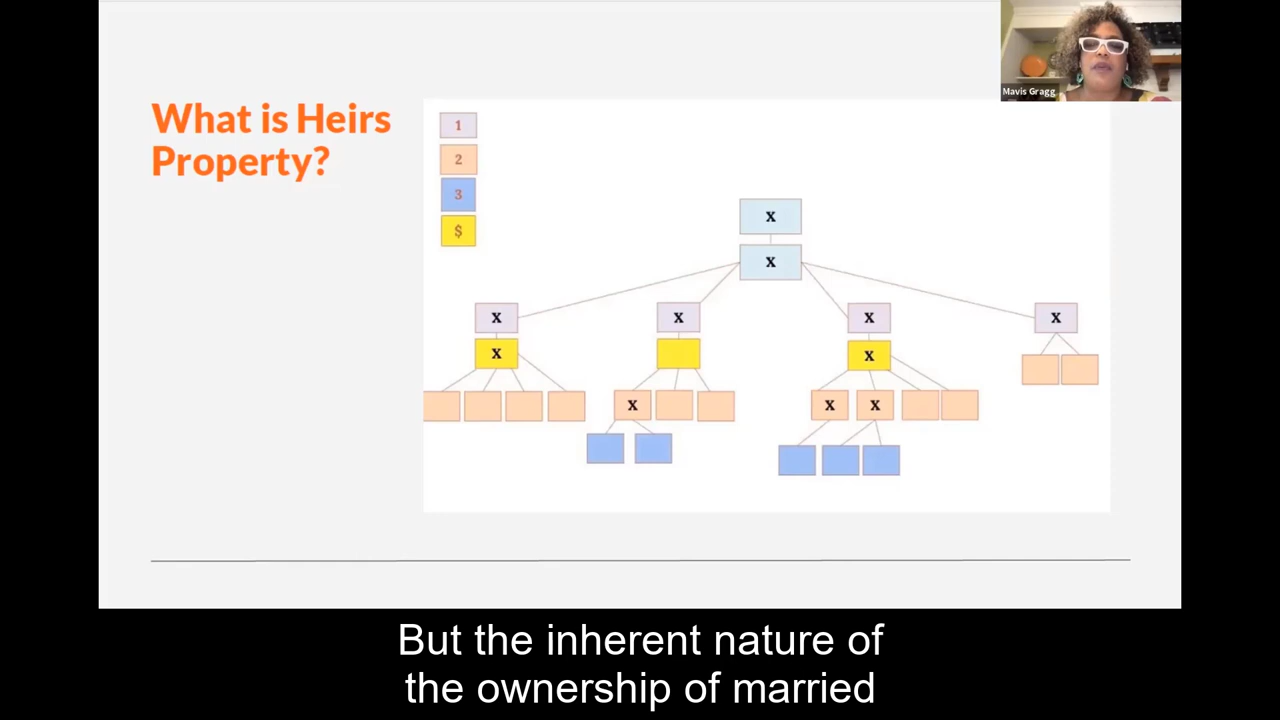 What is Heirs
Property?
Mavis Gragg
1
2
3
$
X
X
X X X X
X X
X X X
But the inherent nature of
the ownership of married